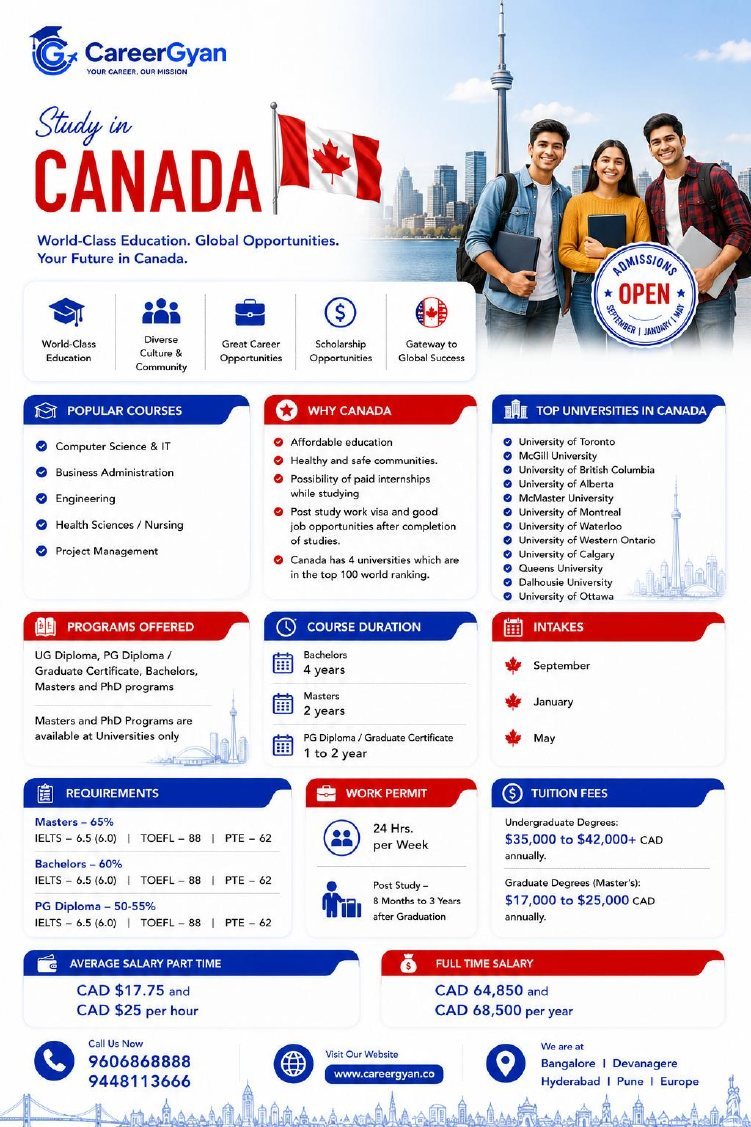 CareerGyan
YOUR CAREER, OUR MISSION
Study in
CANADA
World-Class Education. Global Opportunities.
Your Future in Canada.
ADMISSIONS
OPEN
SEPTEMBER | JANUARY | MAY
World-Class
Education
Diverse
Culture &
Community
Great Career
Opportunities
Scholarship
Opportunities
Gateway to
Global Success
POPULAR COURSES
Computer Science & IT
Business Administration
Engineering
Health Sciences / Nursing
Project Management
WHY CANADA
Affordable education
Healthy and safe communities.
Possibility of paid internships
while studying
Post study work visa and good
job opportunities after completion
of studies.
Canada has 4 universities which are
in the top 100 world ranking.
TOP UNIVERSITIES IN CANADA
University of Toronto
McGill University
University of British Columbia
University of Alberta
McMaster University
University of Montreal
University of Waterloo
University of Western Ontario
University of Calgary
Queens University
Dalhousie University
University of Ottawa
PROGRAMS OFFERED
UG Diploma, PG Diploma /
Graduate Certificate, Bachelors,
Masters and PhD programs
Masters and PhD Programs are
available at Universities only
COURSE DURATION
Bachelors
4 years
Masters
2 years
PG Diploma / Graduate Certificate
1 to 2 year
INTAKES
September
January
May
REQUIREMENTS
Masters – 65%
IELTS – 6.5 (6.0) | TOEFL – 88 | PTE – 62
Bachelors – 60%
IELTS – 6.5 (6.0) | TOEFL – 88 | PTE – 62
PG Diploma – 50-55%
IELTS – 6.5 (6.0) | TOEFL – 88 | PTE – 62
WORK PERMIT
24 Hrs.
per Week
Post Study –
8 Months to 3 Years
after Graduation
TUITION FEES
Undergraduate Degrees:
$35,000 to $42,000+ CAD
annually.
Graduate Degrees (Master's):
$17,000 to $25,000 CAD
annually.
AVERAGE SALARY PART TIME
CAD $17.75 and
CAD $25 per hour
FULL TIME SALARY
CAD 64,850 and
CAD 68,500 per year
Call Us Now
9606868888
9448113666
Visit Our Website
www.careergyan.co
We are at
Bangalore | Devanagere
Hyderabad | Pune | Europe